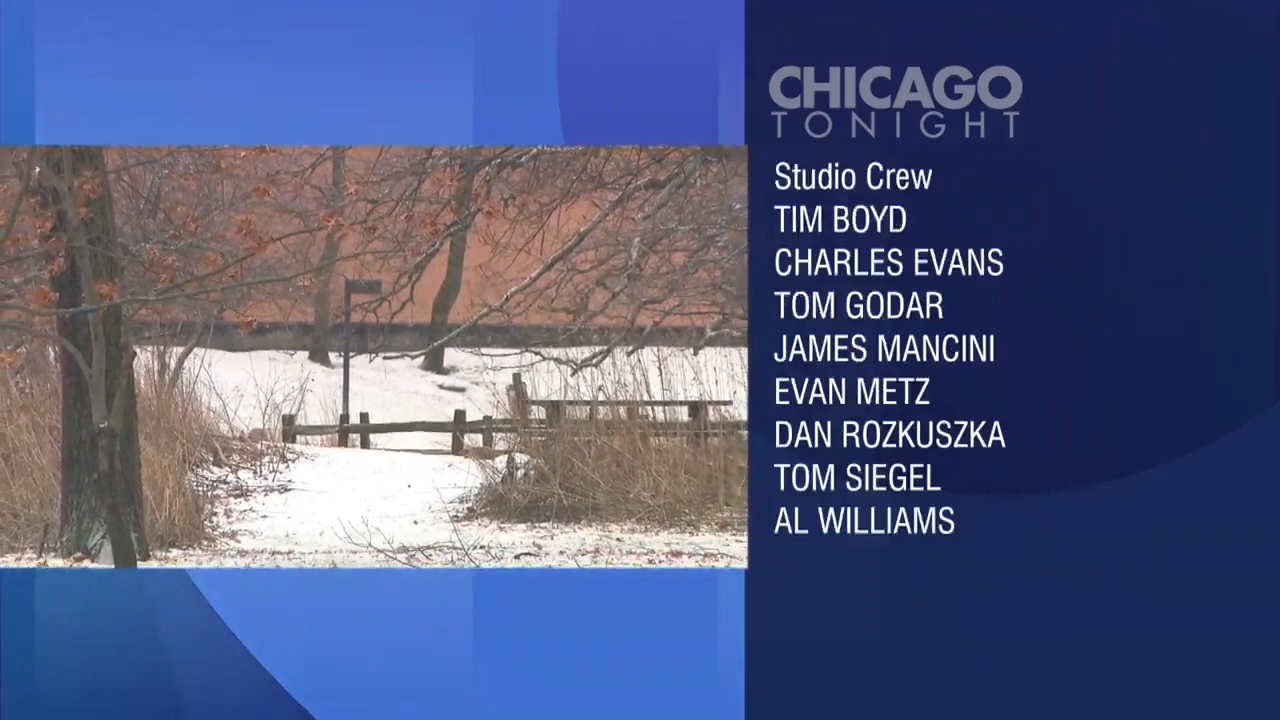 CHICAGO
TONIGHT
Studio Crew
TIM BOYD
CHARLES EVANS
TOM GODAR
JAMES MANCINI
EVAN METZ
DAN ROZKUSZKA
TOM SIEGEL
AL WILLIAMS